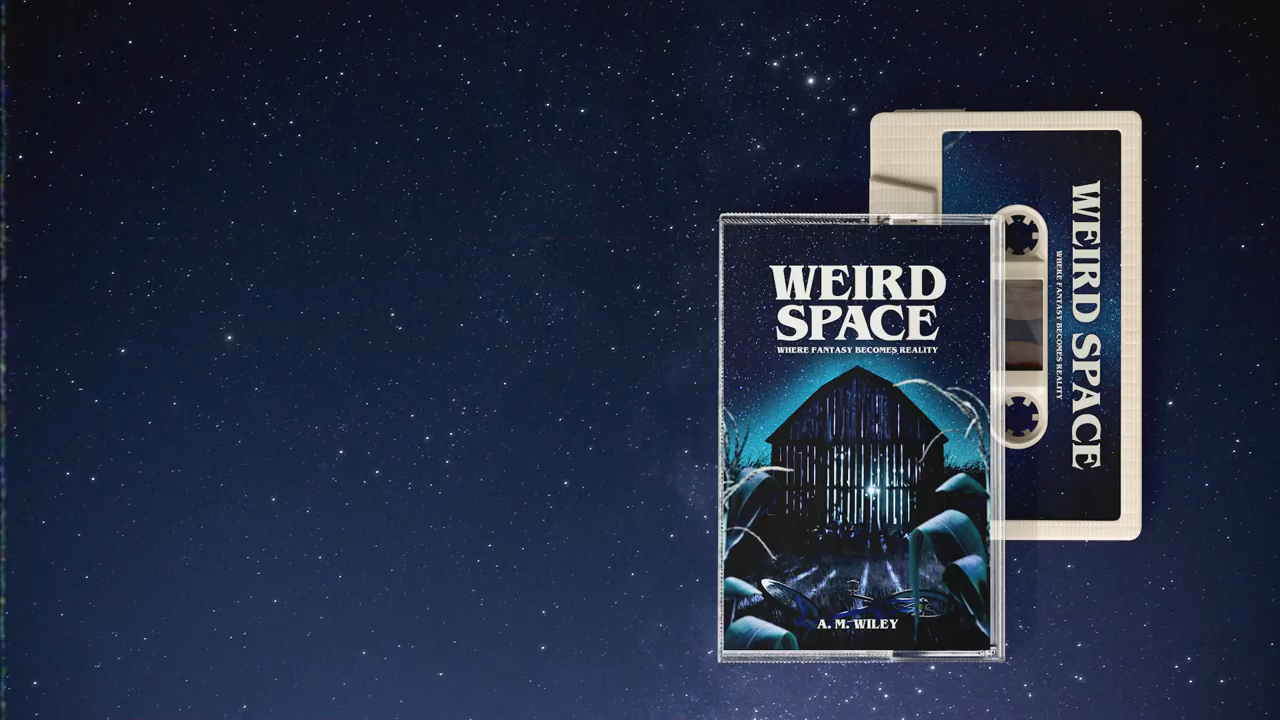 WEIRD
SPACE
WHERE FANTASY BECOMES REALITY
A. M. WILEY
WEIRD SPACE
WHERE FANTASY BECOMES REALITY